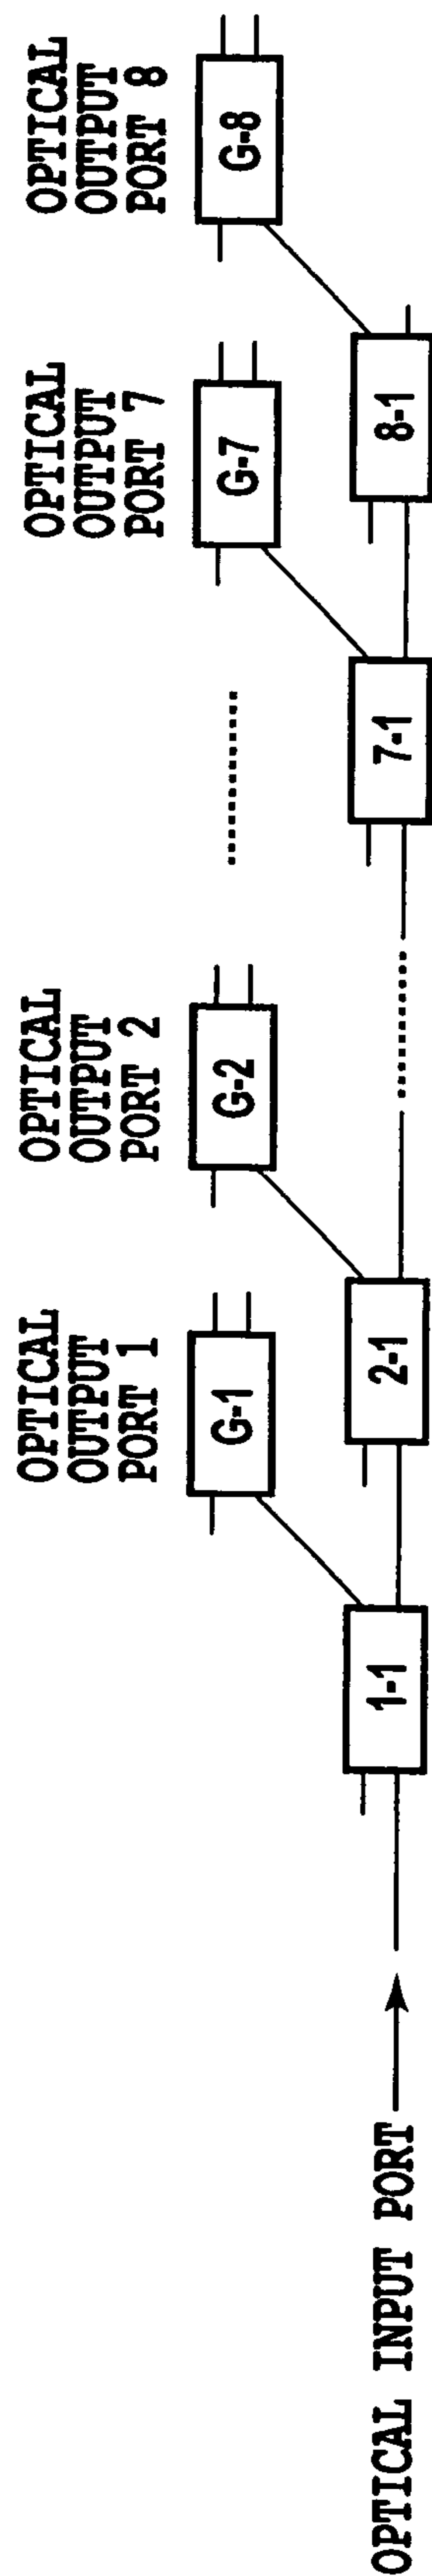 OPTICAL
OUTPUT
PORT 1
OPTICAL
OUTPUT
PORT 2
OPTICAL
OUTPUT
PORT 7
OPTICAL
OUTPUT
PORT 8
G-1
G-2
G-7
G-8
OPTICAL INPUT PORT
1-1
2-1
7-1
8-1